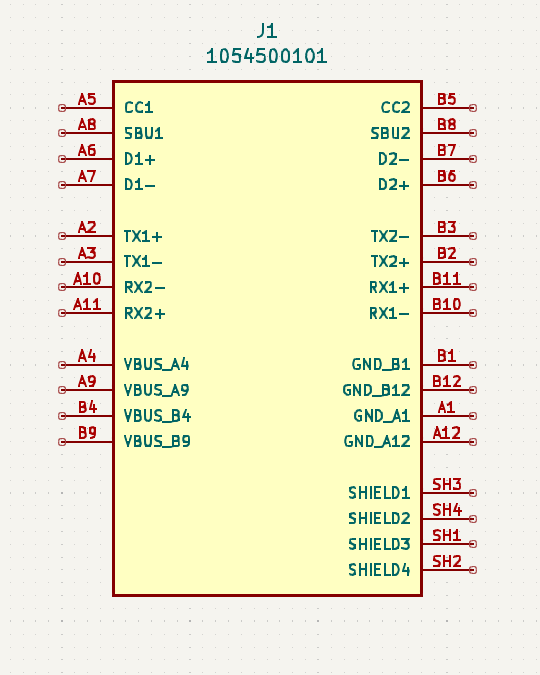 J1
1054500101
A5 CC1 CC2 B5
A8 SBU1 SBU2 B8
A6 D1+ D2- B7
A7 D1- D2+ B6
A2 TX1+ TX2- B3
A3 TX1- TX2+ B2
A10 RX2- RX1+ B11
A11 RX2+ RX1- B10
A4 VBUS_A4 GND_B1 B1
A9 VBUS_A9 GND_B12 B12
B4 VBUS_B4 GND_A1 A1
B9 VBUS_B9 GND_A12 A12
SHIELD1 SH3
SHIELD2 SH4
SHIELD3 SH1
SHIELD4 SH2